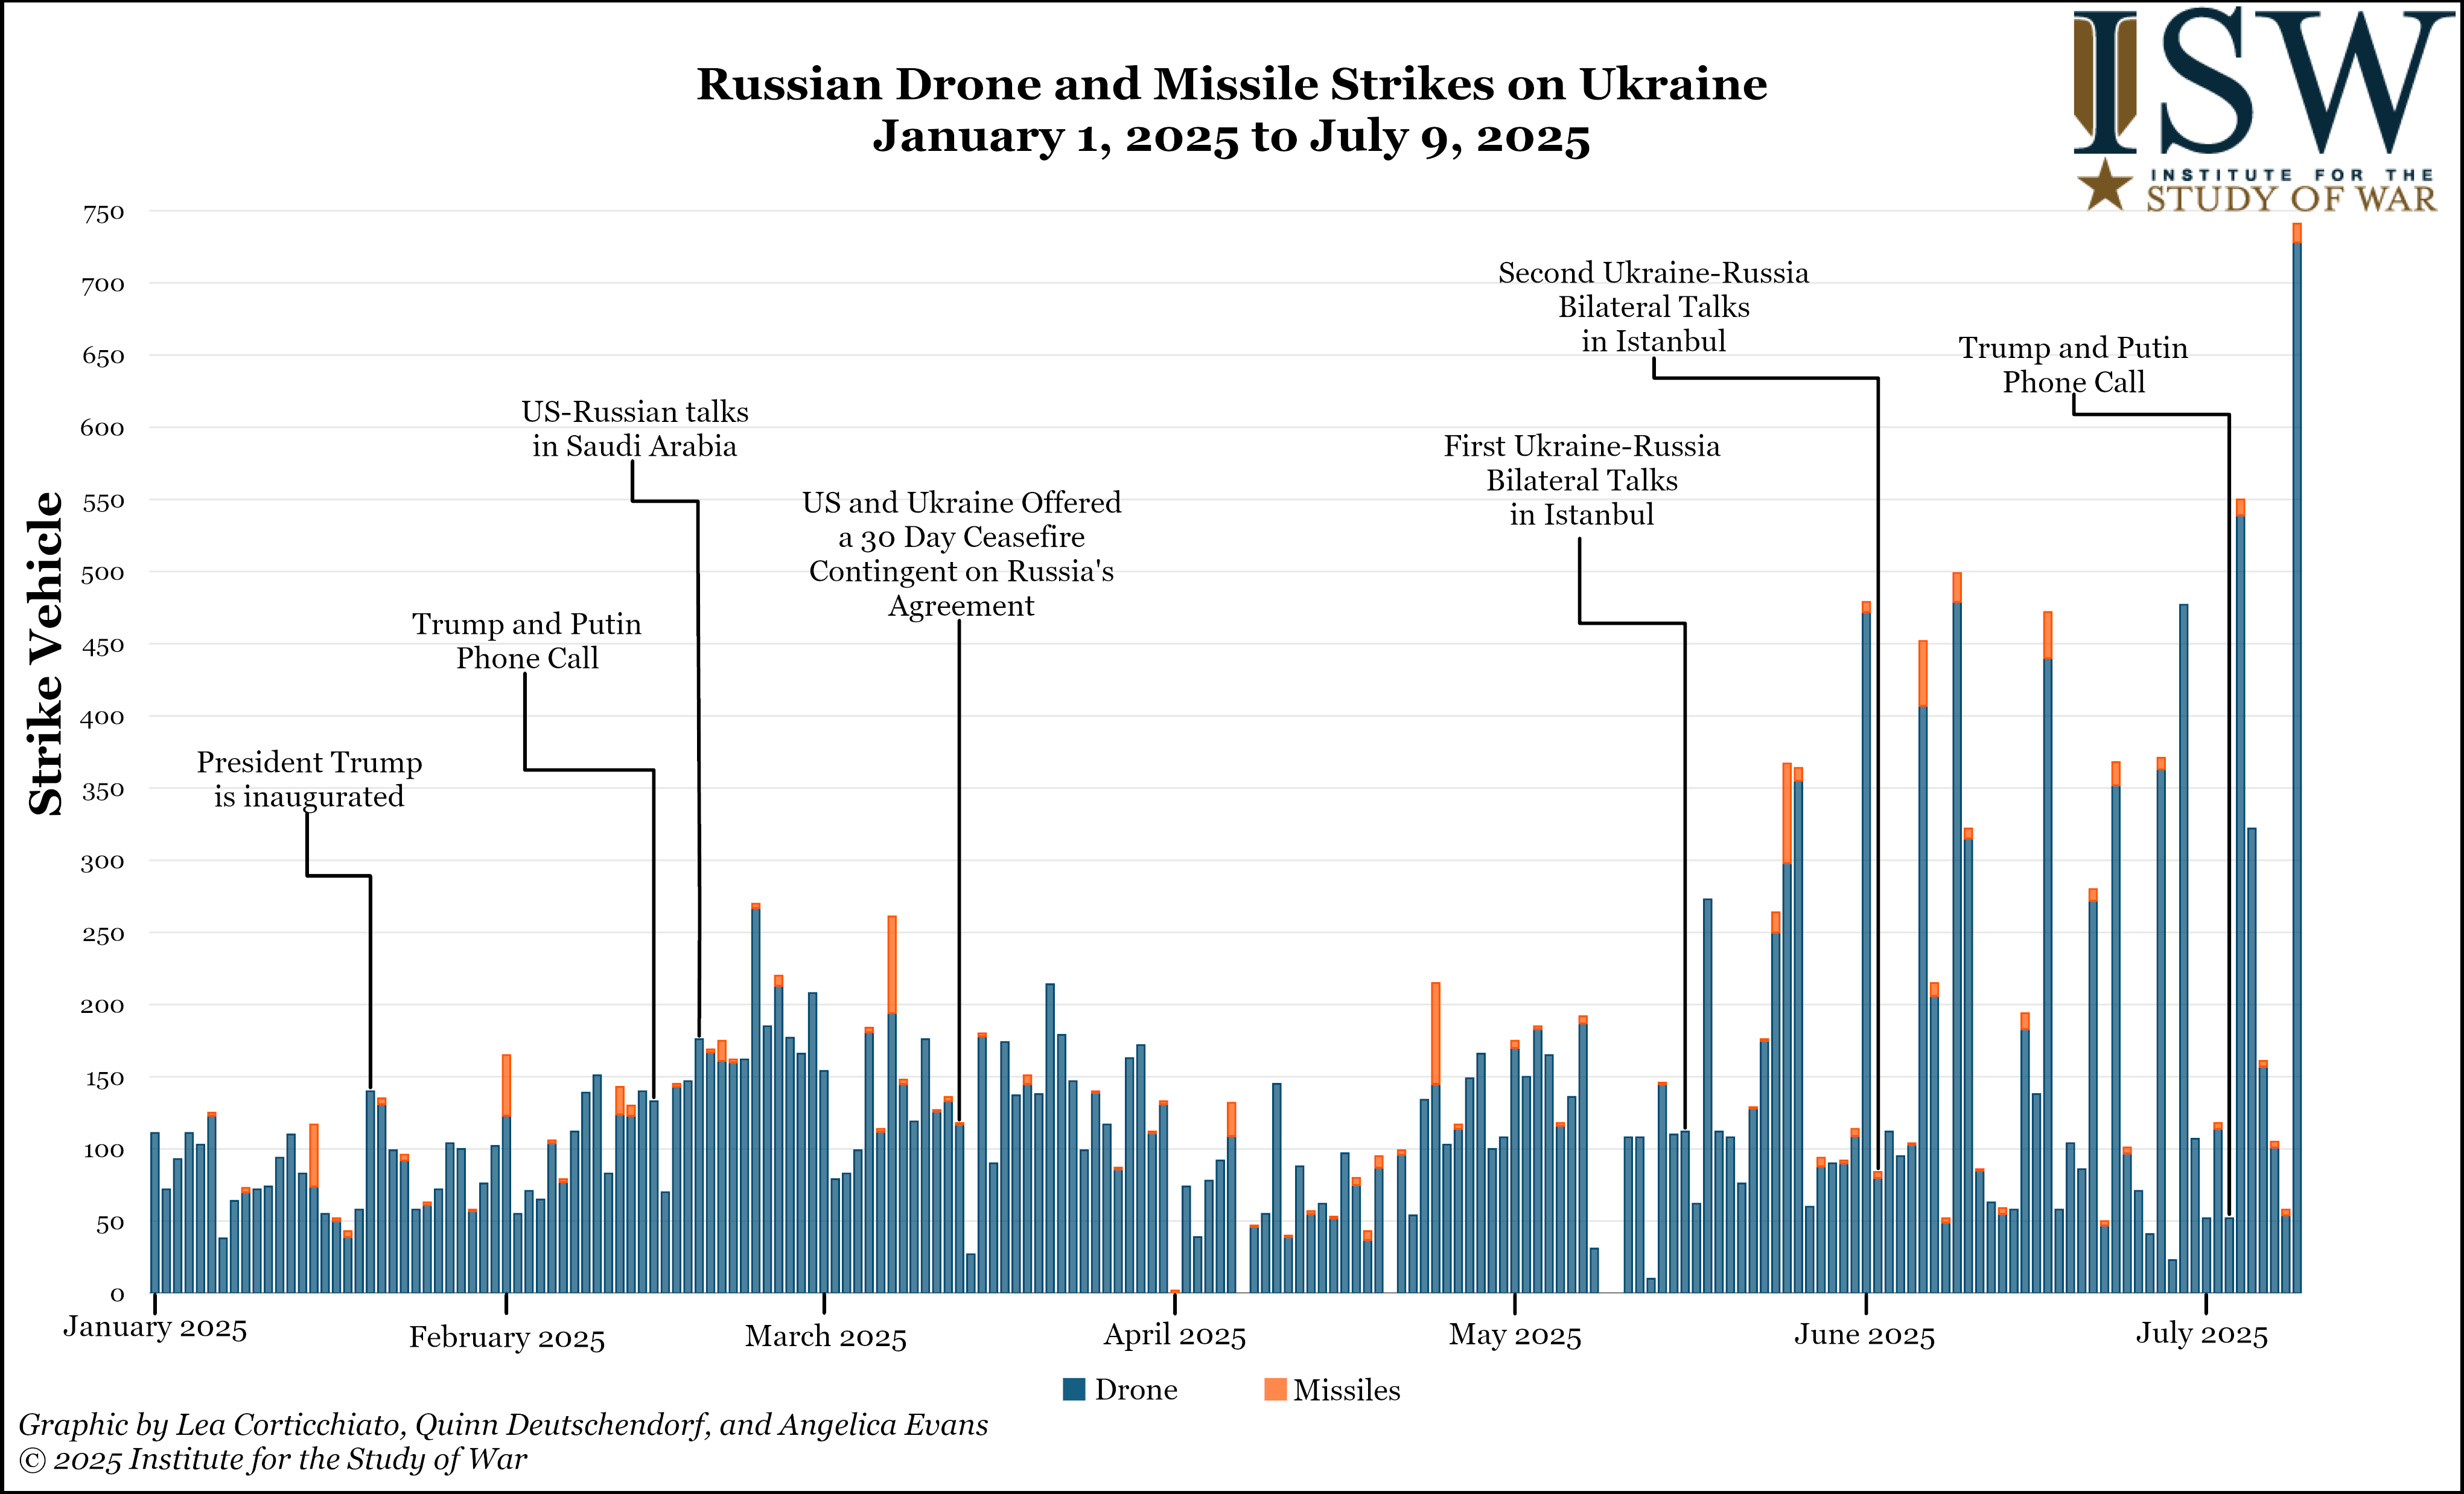 ISW
INSTITUTE FOR THE
STUDY OF WAR
Russian Drone and Missile Strikes on Ukraine
January 1, 2025 to July 9, 2025
Strike Vehicle
750
700
650
600
550
500
450
400
350
300
250
200
150
100
50
0
President Trump
is inaugurated
Trump and Putin
Phone Call
US-Russian talks
in Saudi Arabia
US and Ukraine Offered
a 30 Day Ceasefire
Contingent on Russia's
Agreement
First Ukraine-Russia
Bilateral Talks
in Istanbul
Second Ukraine-Russia
Bilateral Talks
in Istanbul
Trump and Putin
Phone Call
January 2025
February 2025
March 2025
April 2025
May 2025
June 2025
July 2025
Drone
Missiles
Graphic by Lea Corticchiato, Quinn Deutschendorf, and Angelica Evans
© 2025 Institute for the Study of War